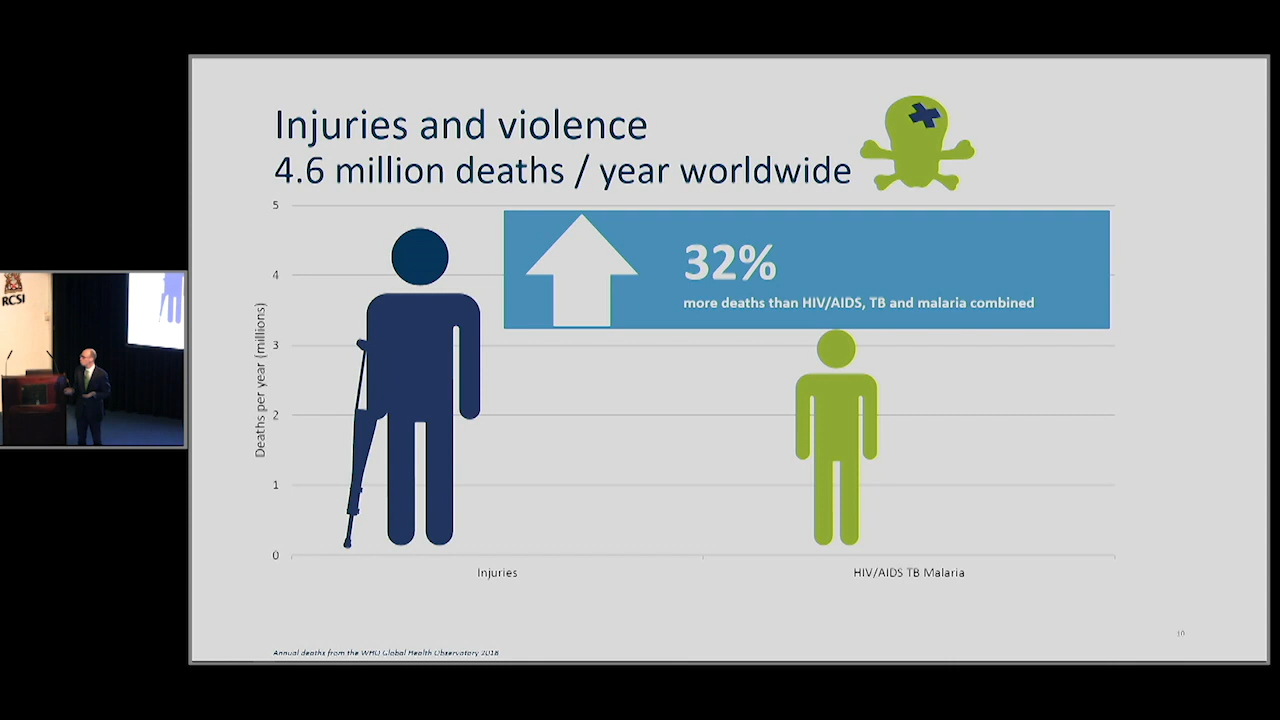 Injuries and violence
4.6 million deaths / year worldwide
5
4
3
2
1
0
Deaths per year (millions)
32%
more deaths than HIV/AIDS, TB and malaria combined
Injuries
HIV/AIDS TB Malaria
10
Annual deaths from the WHO Global Health Observatory 2018
RCSI